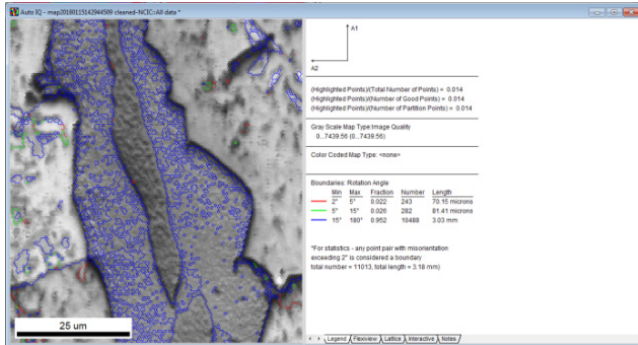 Auto IQ - map20180115142944509 cleaned-NCIC::All data *
A1
A2
(Highlighted Points)/(Total Number of Points) = 0.014
(Highlighted Points)/(Number of Good Points) = 0.014
(Highlighted Points)/(Number of Partition Points) = 0.014
Gray Scale Map Type:Image Quality
0...7439.56 (0...7439.56)
Color Coded Map Type: <none>
Boundaries: Rotation Angle
Min Max Fraction Number Length
2° 5° 0.022 243 70.15 microns
5° 15° 0.026 282 81.41 microns
15° 180° 0.952 10488 3.03 mm
*For statistics - any point pair with misorientation
exceeding 2° is considered a boundary
total number = 11013, total length = 3.18 mm)
25 um
Legend Flexiview Lattice Interactive Notes